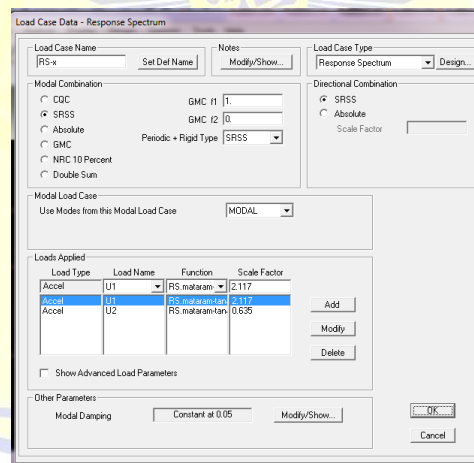 Load Case Data - Response Spectrum
Load Case Name
RS-x
Set Def Name
Notes
Modify/Show...
Load Case Type
Response Spectrum
Design...
Modal Combination
CQC
SRSS
Absolute
GMC
NRC 10 Percent
Double Sum
GMC f1 1.
GMC f2 0.
Periodic + Rigid Type SRSS
Directional Combination
SRSS
Absolute
Scale Factor
Modal Load Case
Use Modes from this Modal Load Case MODAL
Loads Applied
Load Type Load Name Function Scale Factor
Accel U1 RS.mataram- 2.117
Accel U1 RS.mataram-tan 2.117
Accel U2 RS.mataram-tan 0.635
Add
Modify
Delete
Show Advanced Load Parameters
Other Parameters
Modal Damping Constant at 0.05 Modify/Show...
OK
Cancel